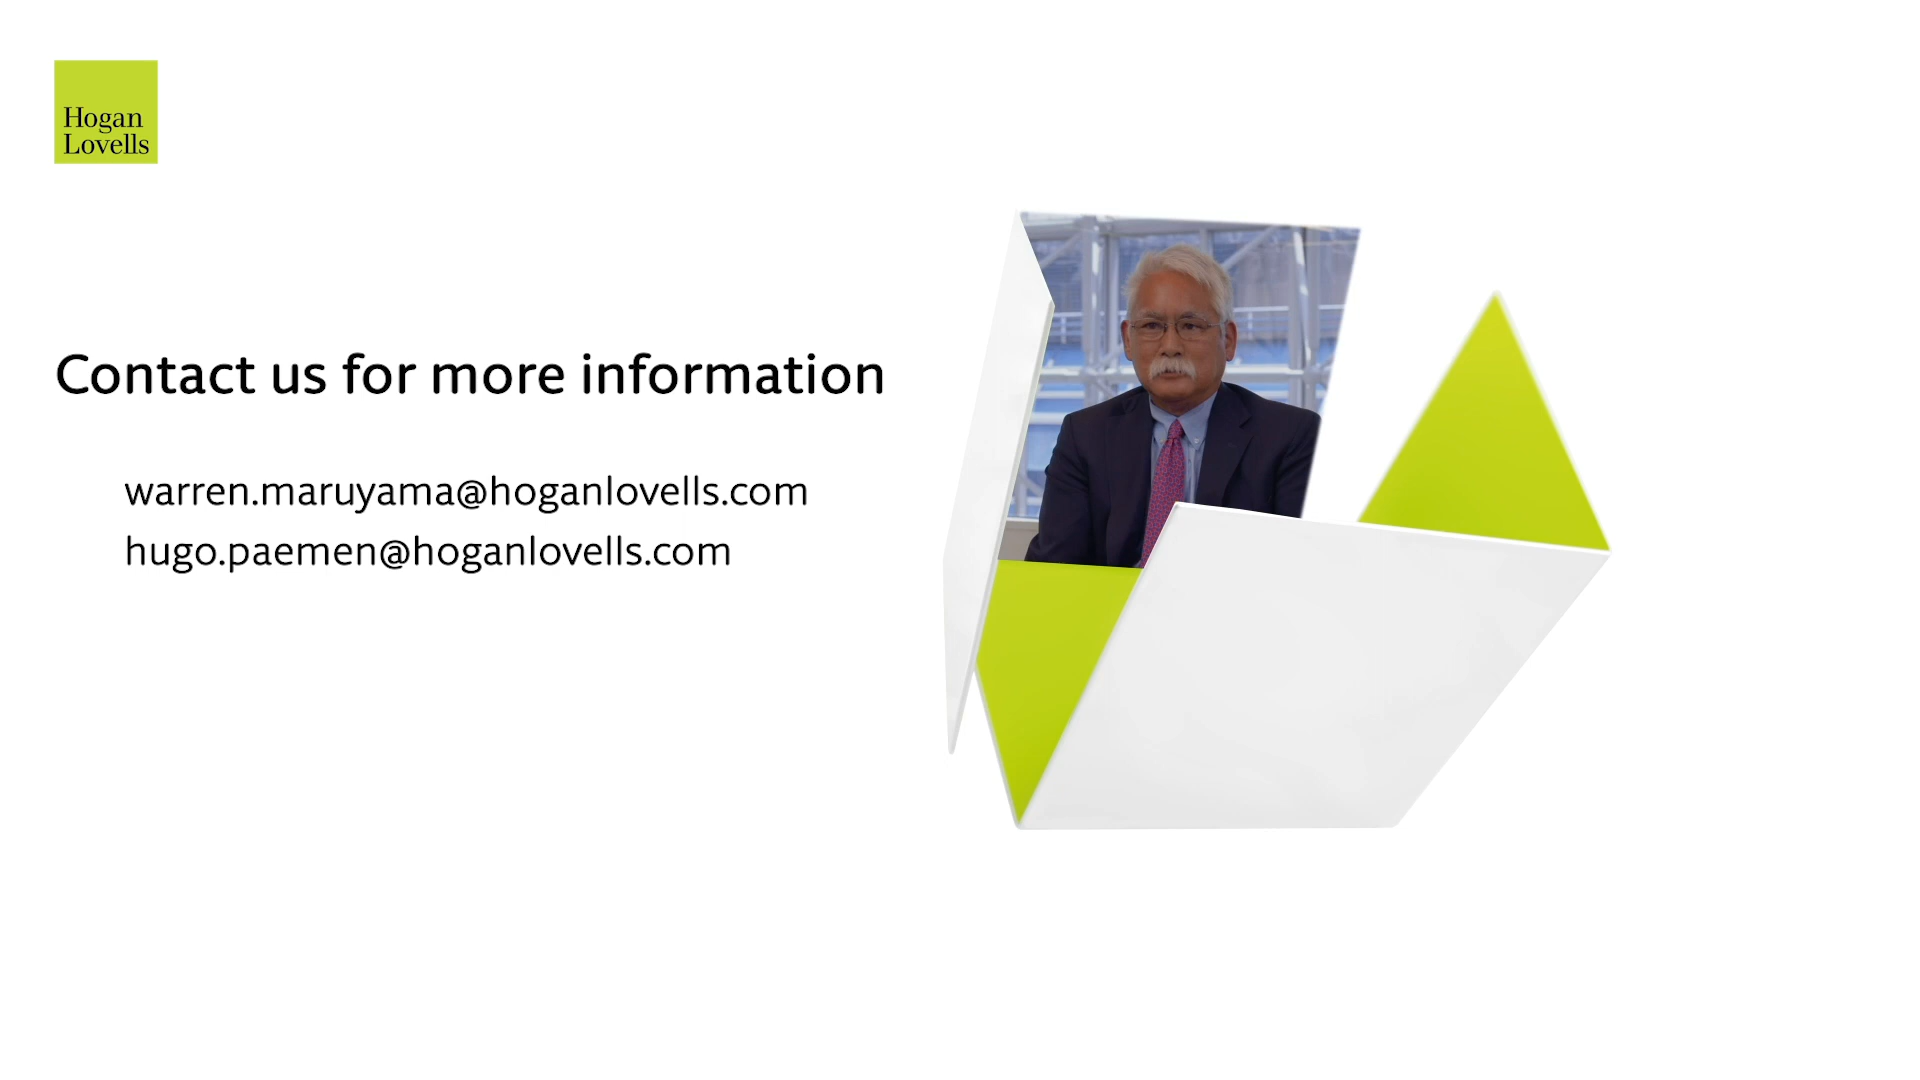 Hogan
Lovells
Contact us for more information
warren.maruyama@hoganlovells.com
hugo.paemen@hoganlovells.com